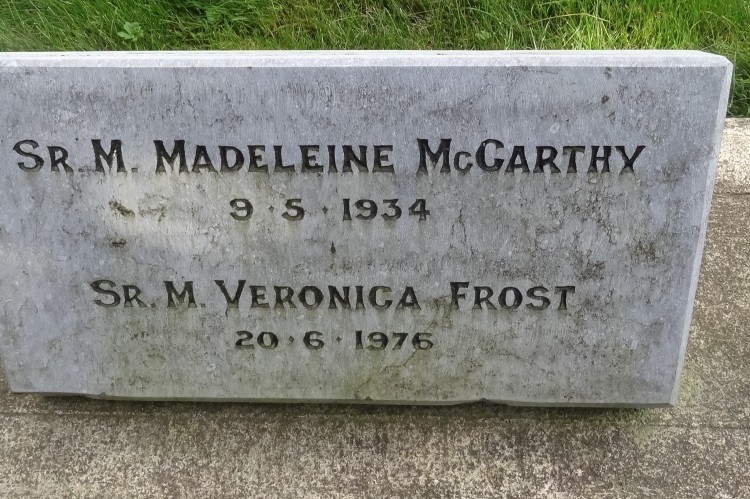 Sr. M. Madeleine McCarthy
9·5·1934
Sr. M. Veronica Frost
20·6·1976